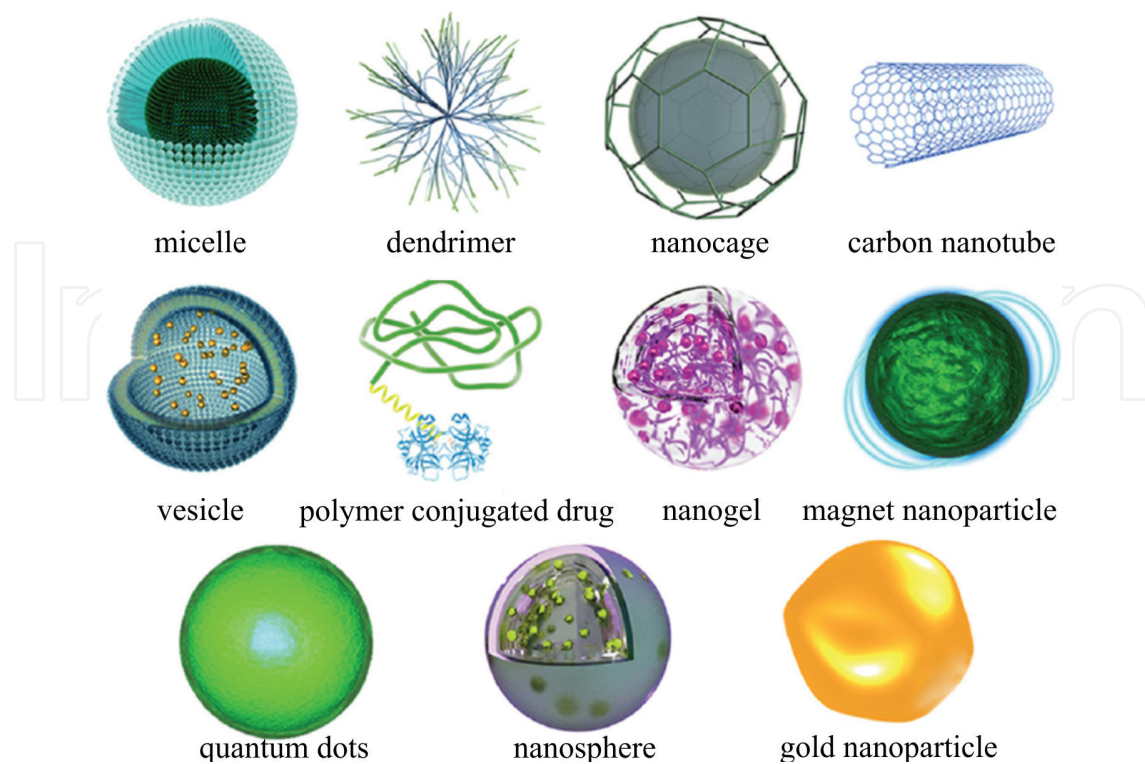 micelle
dendrimer
nanocage
carbon nanotube
vesicle
polymer conjugated drug
nanogel
magnet nanoparticle
quantum dots
nanosphere
gold nanoparticle